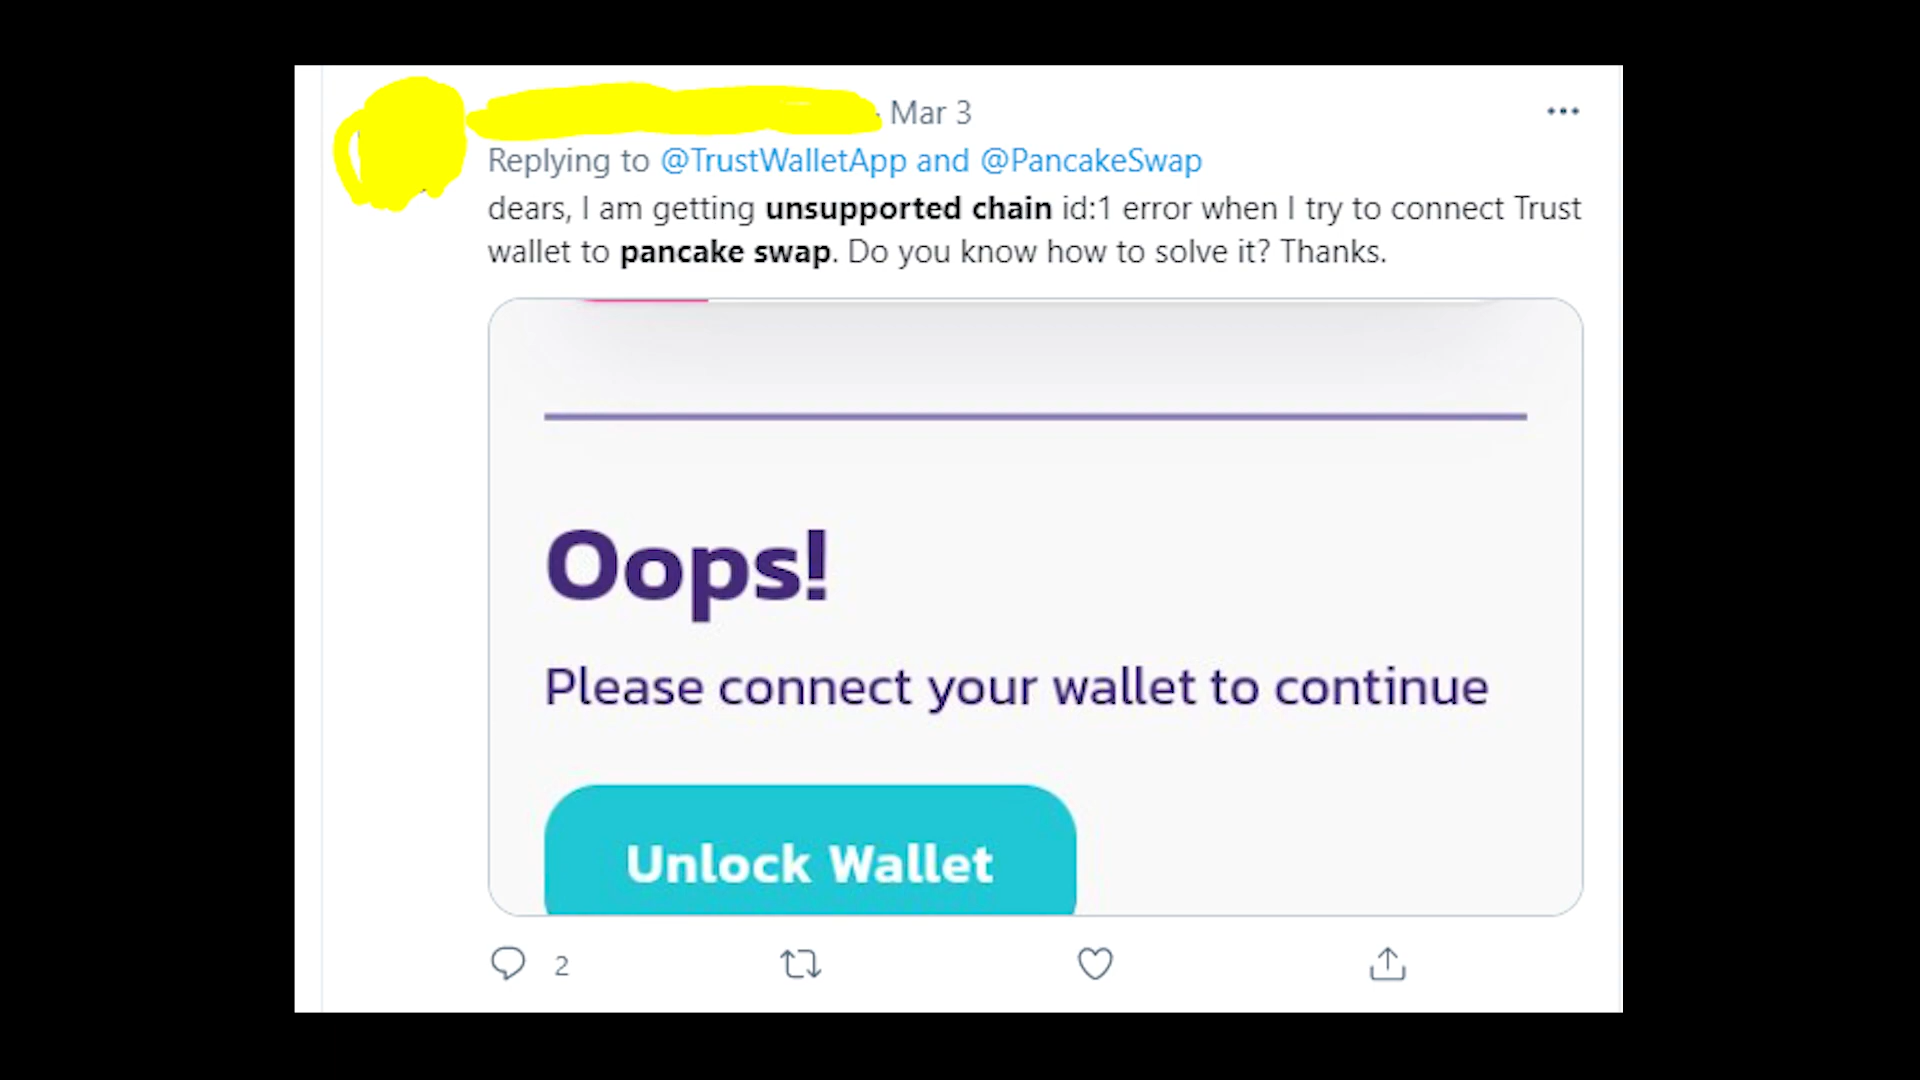 Mar 3
Replying to @TrustWalletApp and @PancakeSwap
dears, I am getting unsupported chain id:1 error when I try to connect Trust
wallet to pancake swap. Do you know how to solve it? Thanks.
Oops!
Please connect your wallet to continue
Unlock Wallet
2